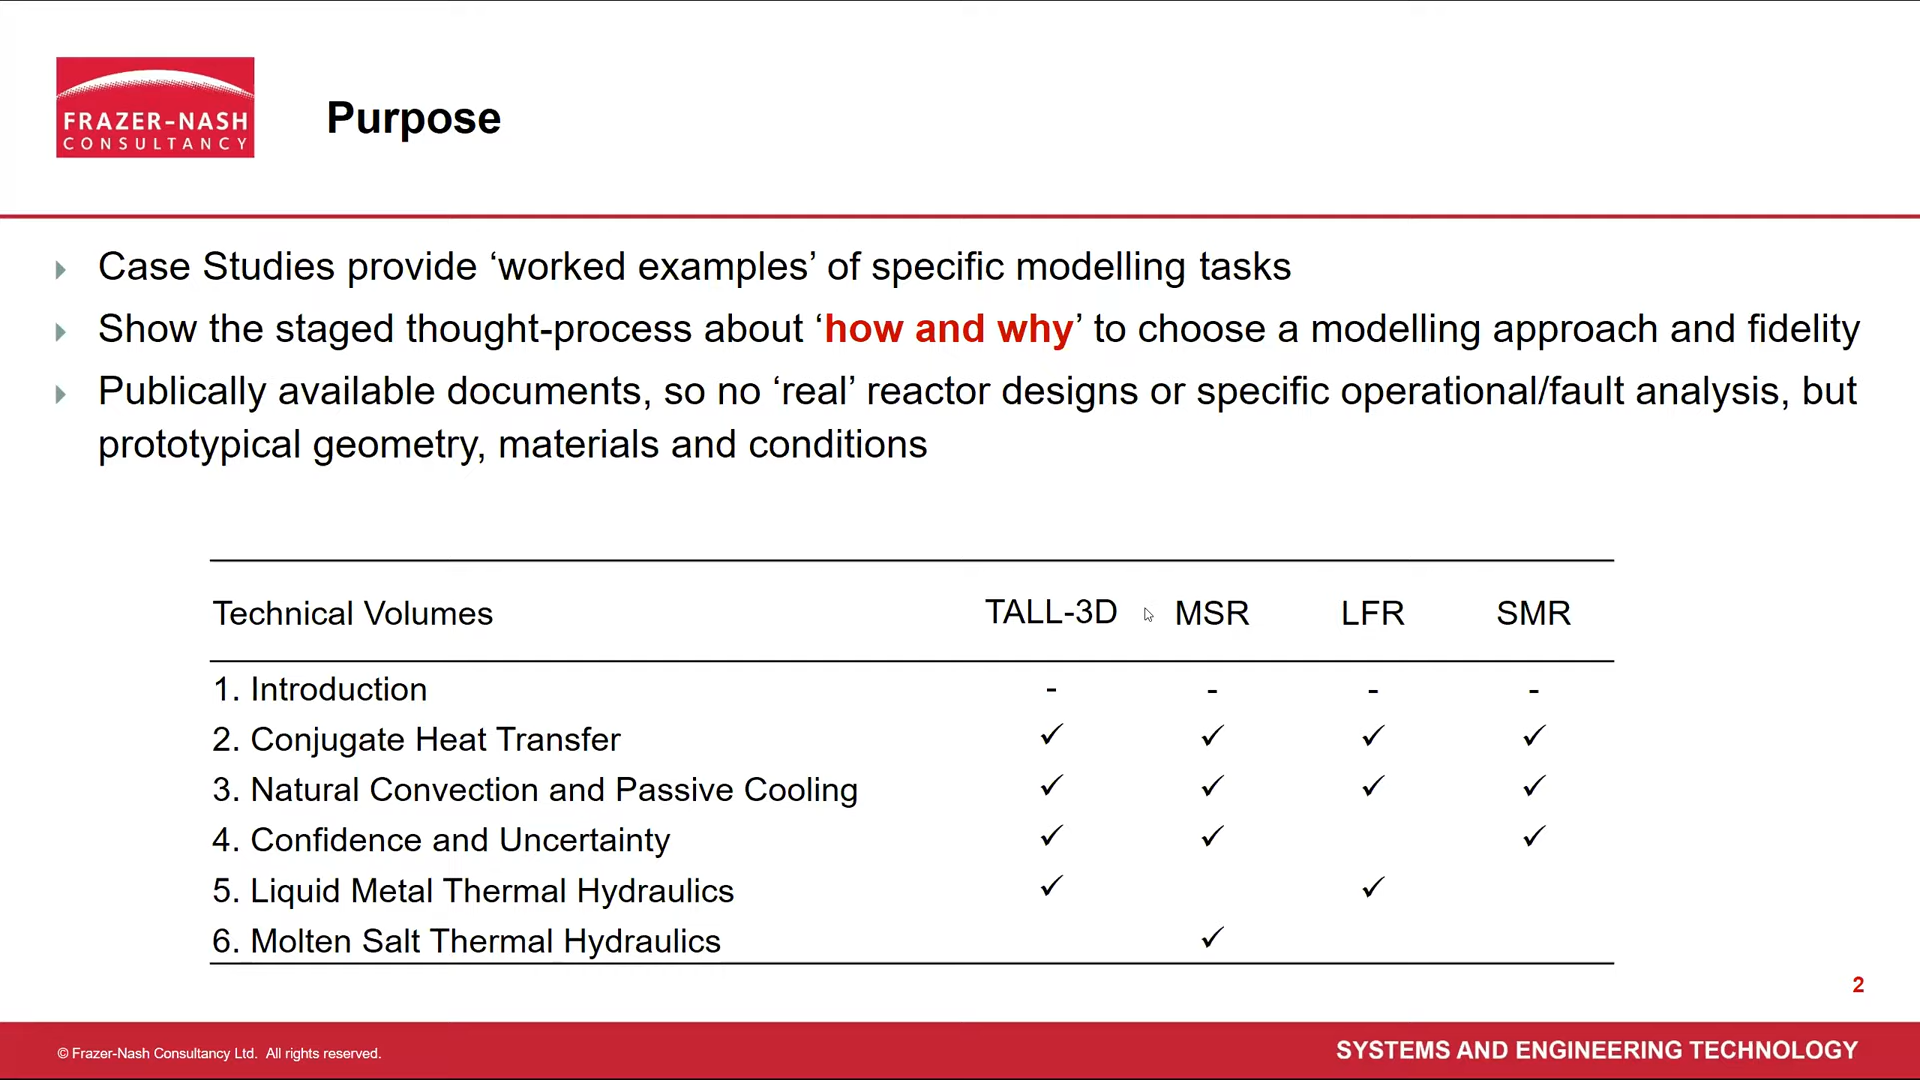 FRAZER-NASH
CONSULTANCY
Purpose
Case Studies provide ‘worked examples’ of specific modelling tasks
Show the staged thought-process about ‘how and why’ to choose a modelling approach and fidelity
Publically available documents, so no ‘real’ reactor designs or specific operational/fault analysis, but
prototypical geometry, materials and conditions
Technical Volumes TALL-3D MSR LFR SMR
1. Introduction - - - -
2. Conjugate Heat Transfer ✓ ✓ ✓ ✓
3. Natural Convection and Passive Cooling ✓ ✓ ✓ ✓
4. Confidence and Uncertainty ✓ ✓ ✓
5. Liquid Metal Thermal Hydraulics ✓ ✓
6. Molten Salt Thermal Hydraulics ✓
2
© Frazer-Nash Consultancy Ltd. All rights reserved.
SYSTEMS AND ENGINEERING TECHNOLOGY